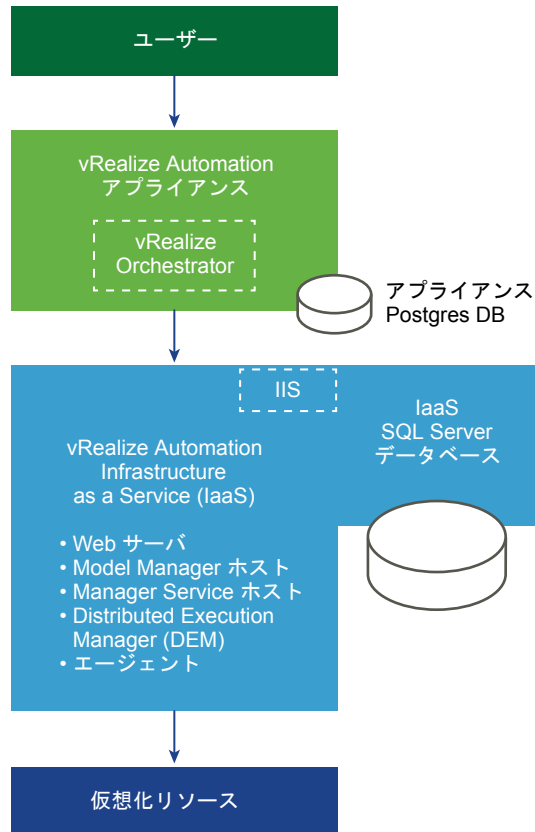 ユーザー
vRealize Automation
アプライアンス
vRealize
Orchestrator
アプライアンス
Postgres DB
IIS
IaaS
SQL Server
データベース
vRealize Automation
Infrastructure
as a Service (IaaS)
• Web サーバ
• Model Manager ホスト
• Manager Service ホスト
• Distributed Execution
Manager (DEM)
• エージェント
仮想化リソース